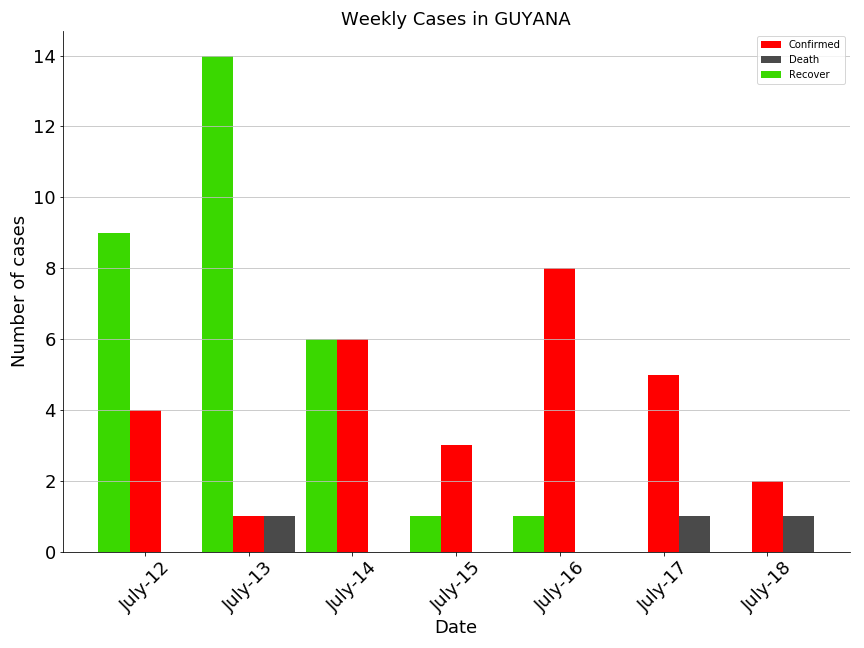 Weekly Cases in GUYANA
Confirmed
Death
Recover
Number of cases
14
12
10
8
6
4
2
0
July-12
July-13
July-14
July-15
July-16
July-17
July-18
Date